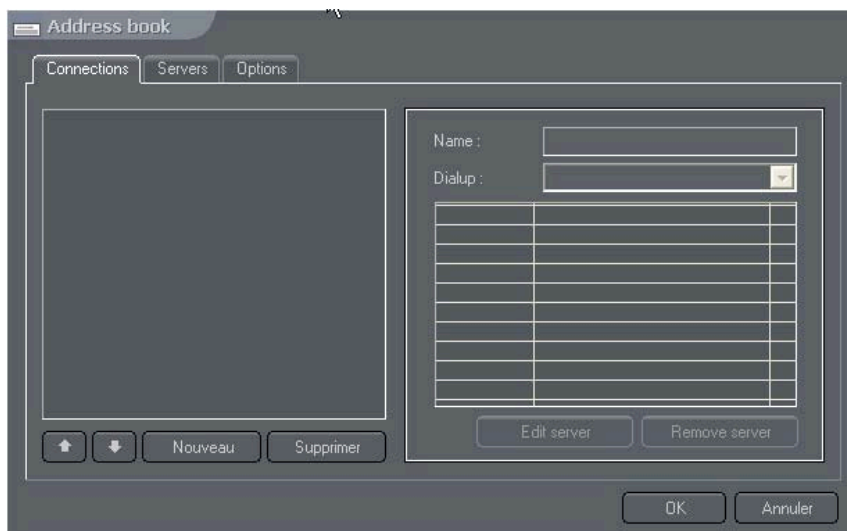 Address book
Connections Servers Options
Name :
Dialup :
Edit server Remove server
Nouveau Supprimer
OK Annuler